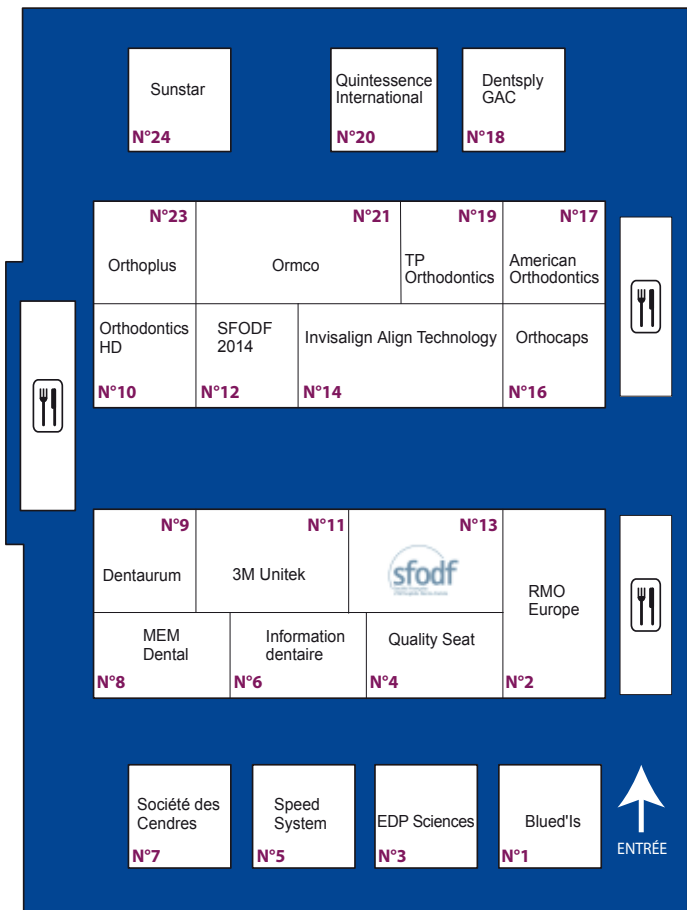 Sunstar
N°24
Quintessence
International
N°20
Dentsply
GAC
N°18
N°23
Orthoplus
N°21
Ormco
N°19
TP
Orthodontics
N°17
American
Orthodontics
Orthodontics
HD
N°10
SFODF
2014
N°12
Invisalign Align Technology
N°14
Orthocaps
N°16
N°9
Dentaurum
N°11
3M Unitek
N°13
sfodf
RMO
Europe
N°2
MEM
Dental
N°8
Information
dentaire
N°6
Quality Seat
N°4
Société des
Cendres
N°7
Speed
System
N°5
EDP Sciences
N°3
Blued'Is
N°1
ENTRÉE